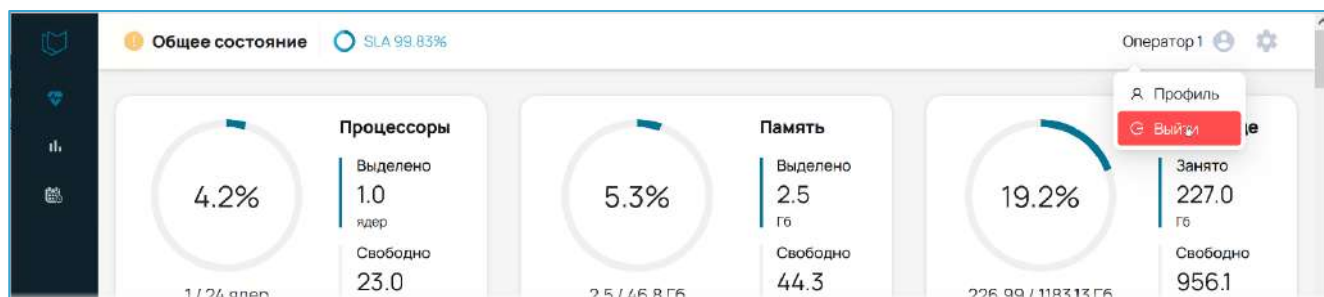 Общее состояние
SLA 99.83%
Оператор 1
Профиль
Выйти
Процессоры
4.2%
Выделено
1.0
ядер
Свободно
23.0
1 / 24 ядер
Память
5.3%
Выделено
2.5
Гб
Свободно
44.3
2.5 / 46.8 Гб
19.2%
Занято
227.0
Гб
Свободно
956.1
226.99 / 1183.13 Гб